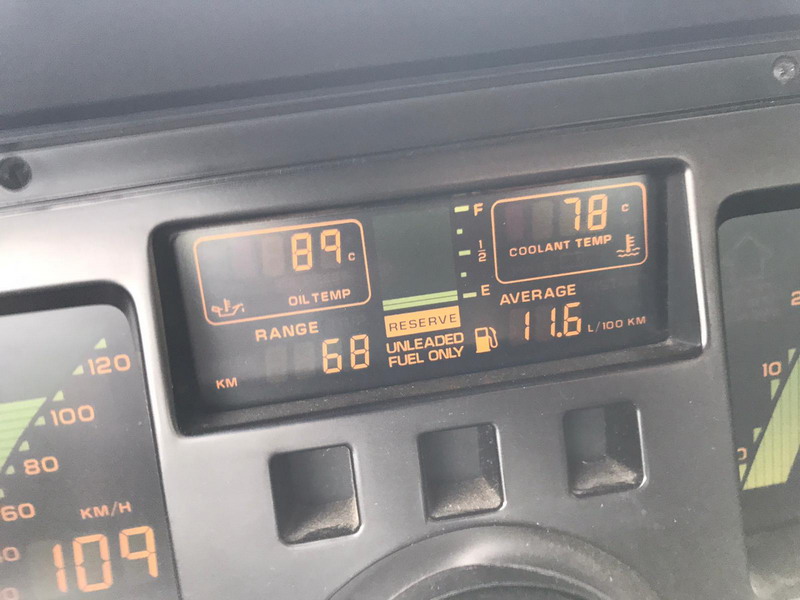 89 C
OIL TEMP
F
1/2
E
78 C
COOLANT TEMP
RANGE
68
KM
RESERVE
UNLEADED
FUEL ONLY
AVERAGE
11.6 L/100 KM
120
100
80
60
KM/H
109
10